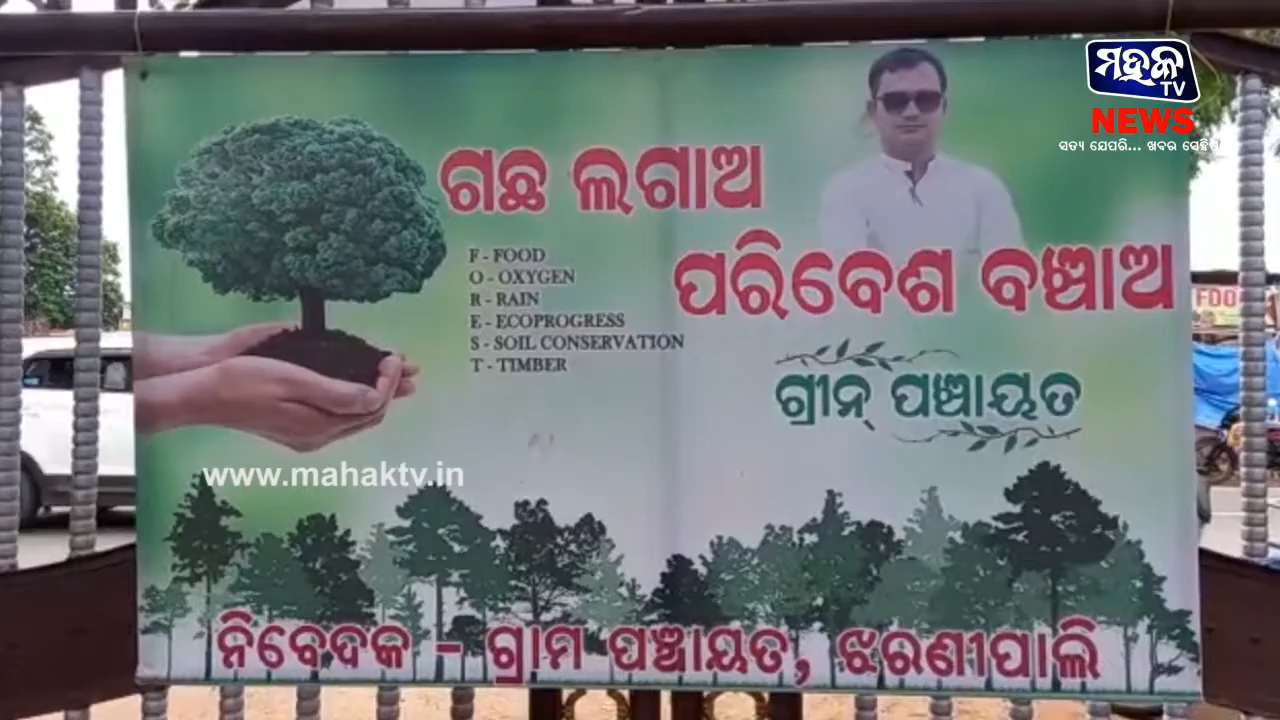 ମହକ
TV
NEWS
ସତ୍ୟ ଯେପରି... ଖବର
ଗଛ ଲଗାଅ
F - FOOD
O - OXYGEN
R - RAIN
E - ECOPROGRESS
S - SOIL CONSERVATION
T - TIMBER
ପରିବେଶ ବଞ୍ଚାଅ
ଗ୍ରୀନ୍ ପଞ୍ଚାୟତ
www.mahaktv.in
ନିବେଦକ - ଗ୍ରାମ ପଞ୍ଚାୟତ, ଝରଣୀପାଲି